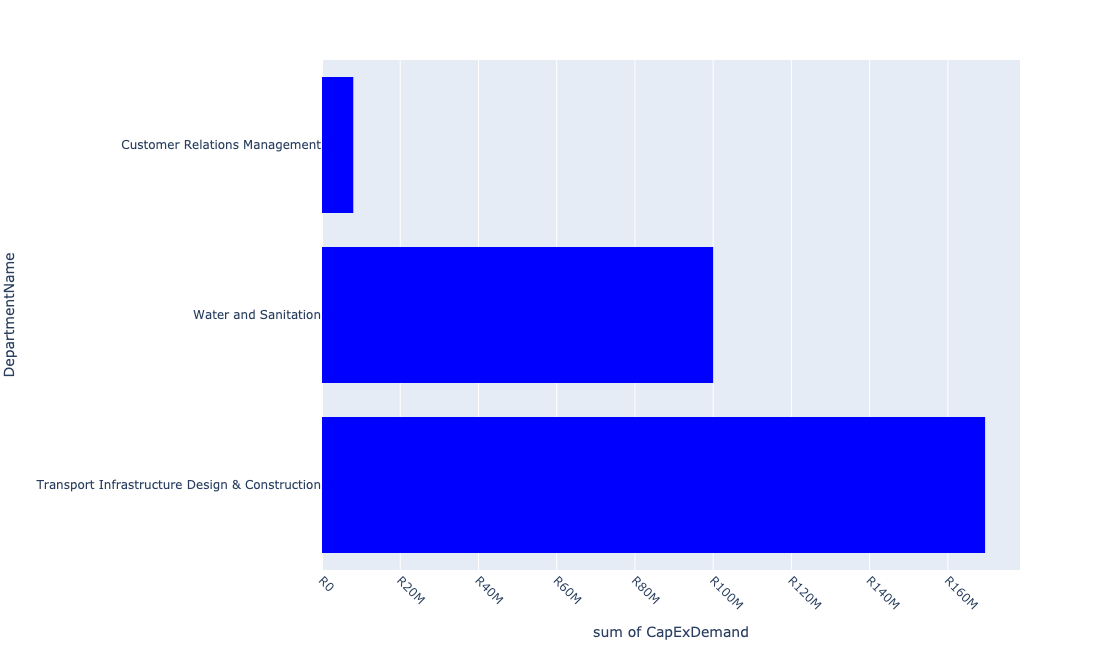 Customer Relations Management
Water and Sanitation
Transport Infrastructure Design & Construction
DepartmentName
R0
R20M
R40M
R60M
R80M
R100M
R120M
R140M
R160M
sum of CapExDemand